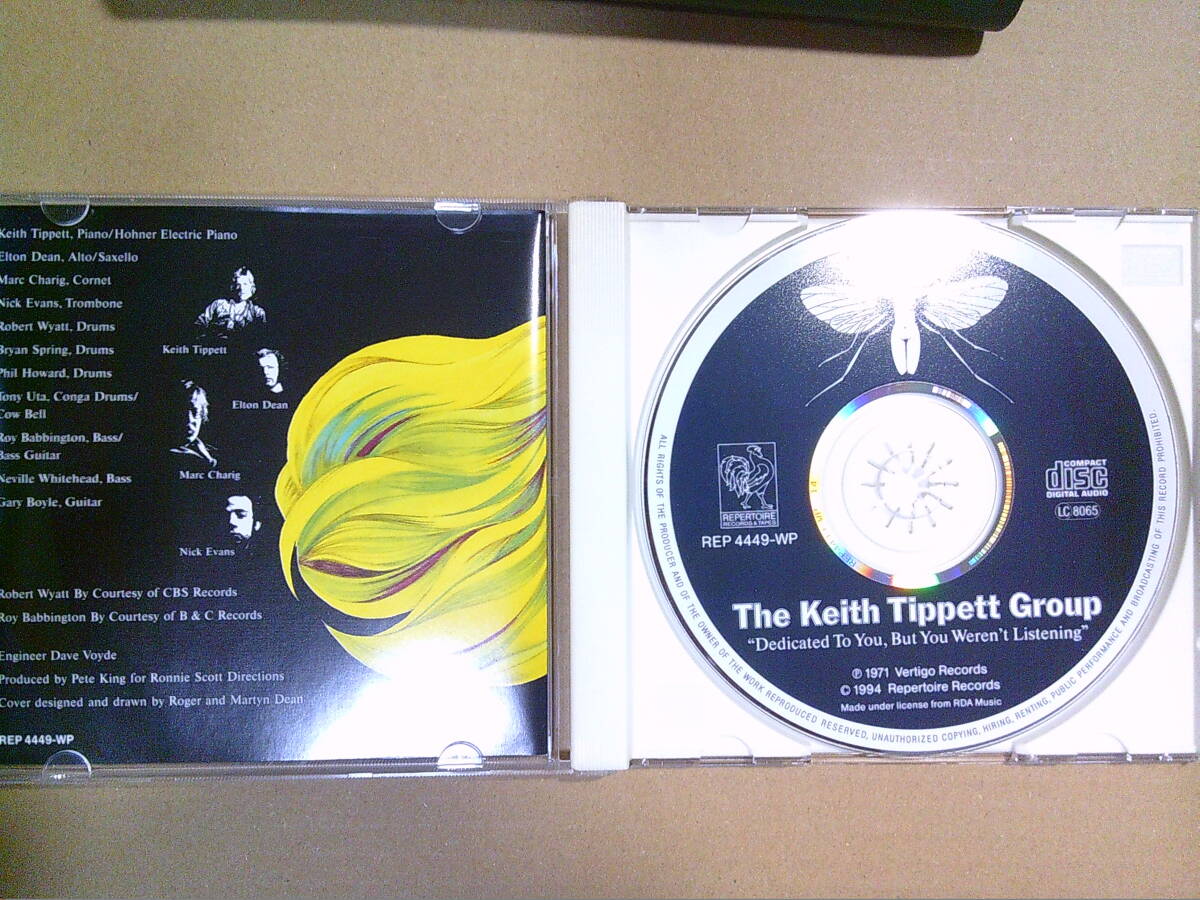 Keith Tippett, Piano/Hohner Electric Piano
Elton Dean, Alto/Saxello
Marc Charig, Cornet
Nick Evans, Trombone
Robert Wyatt, Drums
Bryan Spring, Drums
Phil Howard, Drums
Tony Uta, Conga Drums/
Cow Bell
Roy Babbington, Bass/
Bass Guitar
Neville Whitehead, Bass
Gary Boyle, Guitar
Keith Tippett
Elton Dean
Marc Charig
Nick Evans
Robert Wyatt By Courtesy of CBS Records
Roy Babbington By Courtesy of B & C Records
Engineer Dave Voyde
Produced by Pete King for Ronnie Scott Directions
Cover designed and drawn by Roger and Martyn Dean
REP 4449-WP
REPERTOIRE
RECORDS & TAPES
REP 4449-WP
COMPACT
disc
DIGITAL AUDIO
LC 8065
The Keith Tippett Group
“Dedicated To You, But You Weren't Listening”
℗ 1971 Vertigo Records
© 1994 Repertoire Records
Made under license from RDA Music
ALL RIGHTS OF THE PRODUCER AND OF THE OWNER OF THE WORK REPRODUCED RESERVED, UNAUTHORIZED COPYING, HIRING, RENTING, PUBLIC PERFORMANCE AND BROADCASTING OF THIS RECORD PROHIBITED.